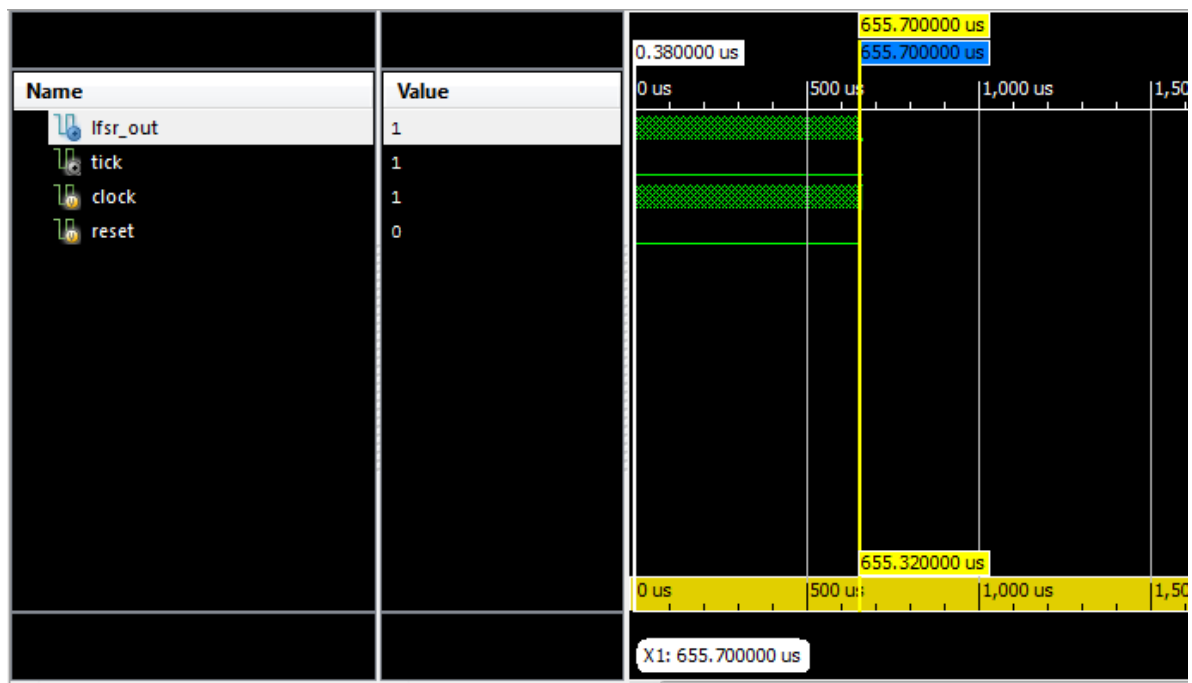 655.700000 us
0.380000 us 655.700000 us
Name Value 0 us 500 us 1,000 us 1,50
lfsr_out 1
tick 1
clock 1
reset 0
655.320000 us
0 us 500 us 1,000 us 1,50
X1: 655.700000 us